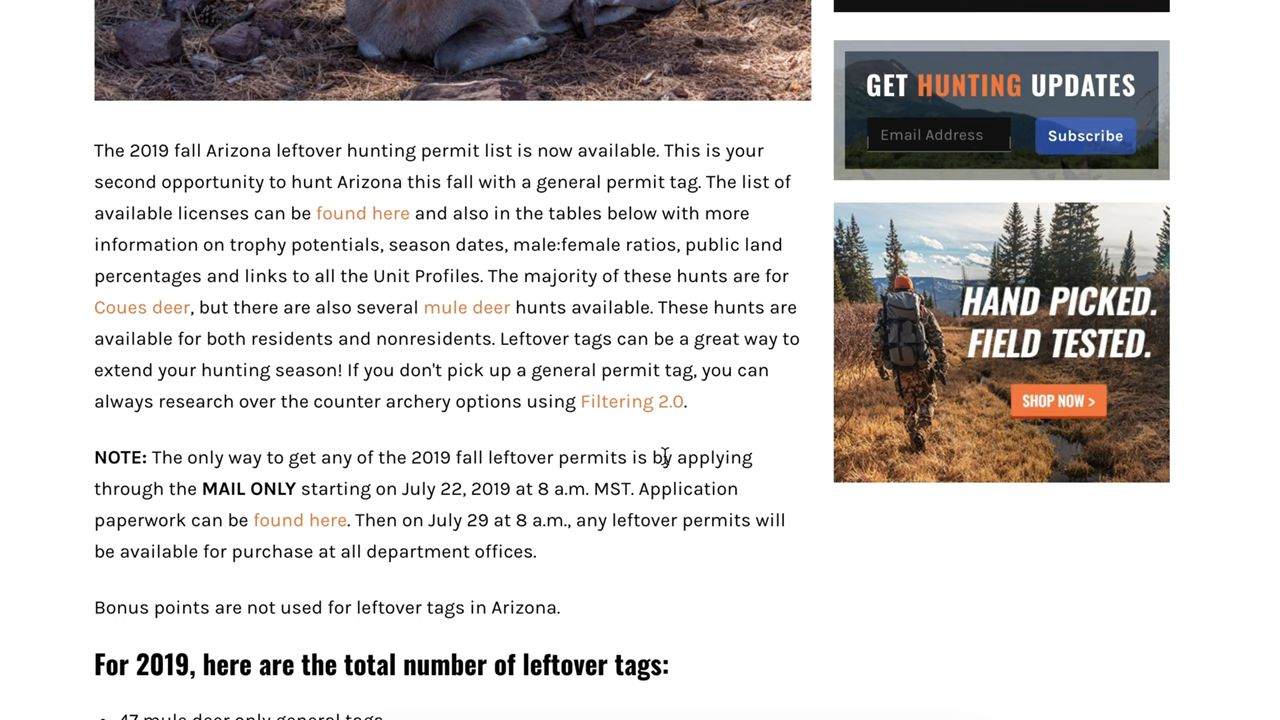 The 2019 fall Arizona leftover hunting permit list is now available. This is your
second opportunity to hunt Arizona this fall with a general permit tag. The list of
available licenses can be found here and also in the tables below with more
information on trophy potentials, season dates, male:female ratios, public land
percentages and links to all the Unit Profiles. The majority of these hunts are for
Coues deer, but there are also several mule deer hunts available. These hunts are
available for both residents and nonresidents. Leftover tags can be a great way to
extend your hunting season! If you don't pick up a general permit tag, you can
always research over the counter archery options using Filtering 2.0.
NOTE: The only way to get any of the 2019 fall leftover permits is by applying
through the MAIL ONLY starting on July 22, 2019 at 8 a.m. MST. Application
paperwork can be found here. Then on July 29 at 8 a.m., any leftover permits will
be available for purchase at all department offices.
Bonus points are not used for leftover tags in Arizona.
For 2019, here are the total number of leftover tags:
47 mule deer only general tags
GET HUNTING UPDATES
Email Address
Subscribe
HAND PICKED.
FIELD TESTED.
SHOP NOW >